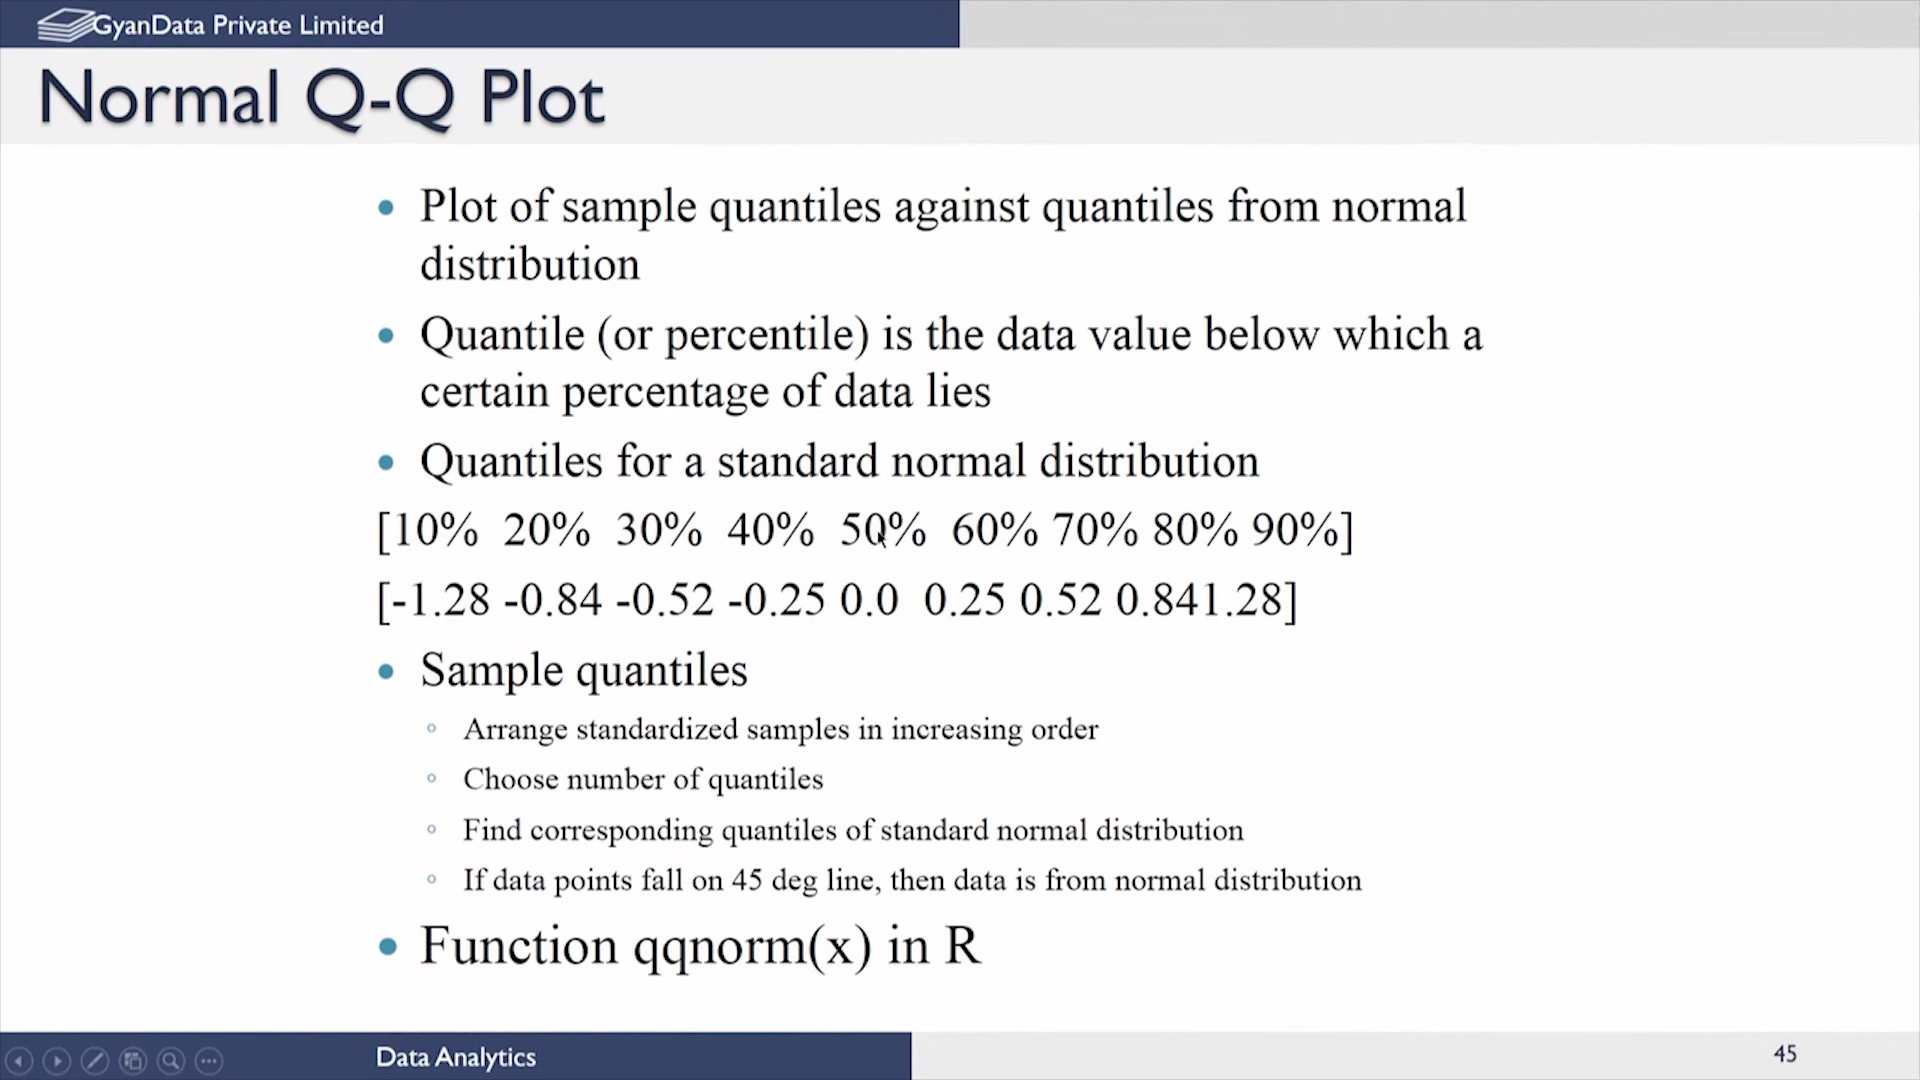 GyanData Private Limited
Normal Q-Q Plot
• Plot of sample quantiles against quantiles from normal
distribution
• Quantile (or percentile) is the data value below which a
certain percentage of data lies
• Quantiles for a standard normal distribution
[10% 20% 30% 40% 50% 60% 70% 80% 90%]
[-1.28 -0.84 -0.52 -0.25 0.0 0.25 0.52 0.841.28]
• Sample quantiles
◦ Arrange standardized samples in increasing order
◦ Choose number of quantiles
◦ Find corresponding quantiles of standard normal distribution
◦ If data points fall on 45 deg line, then data is from normal distribution
• Function qqnorm(x) in R
Data Analytics
45